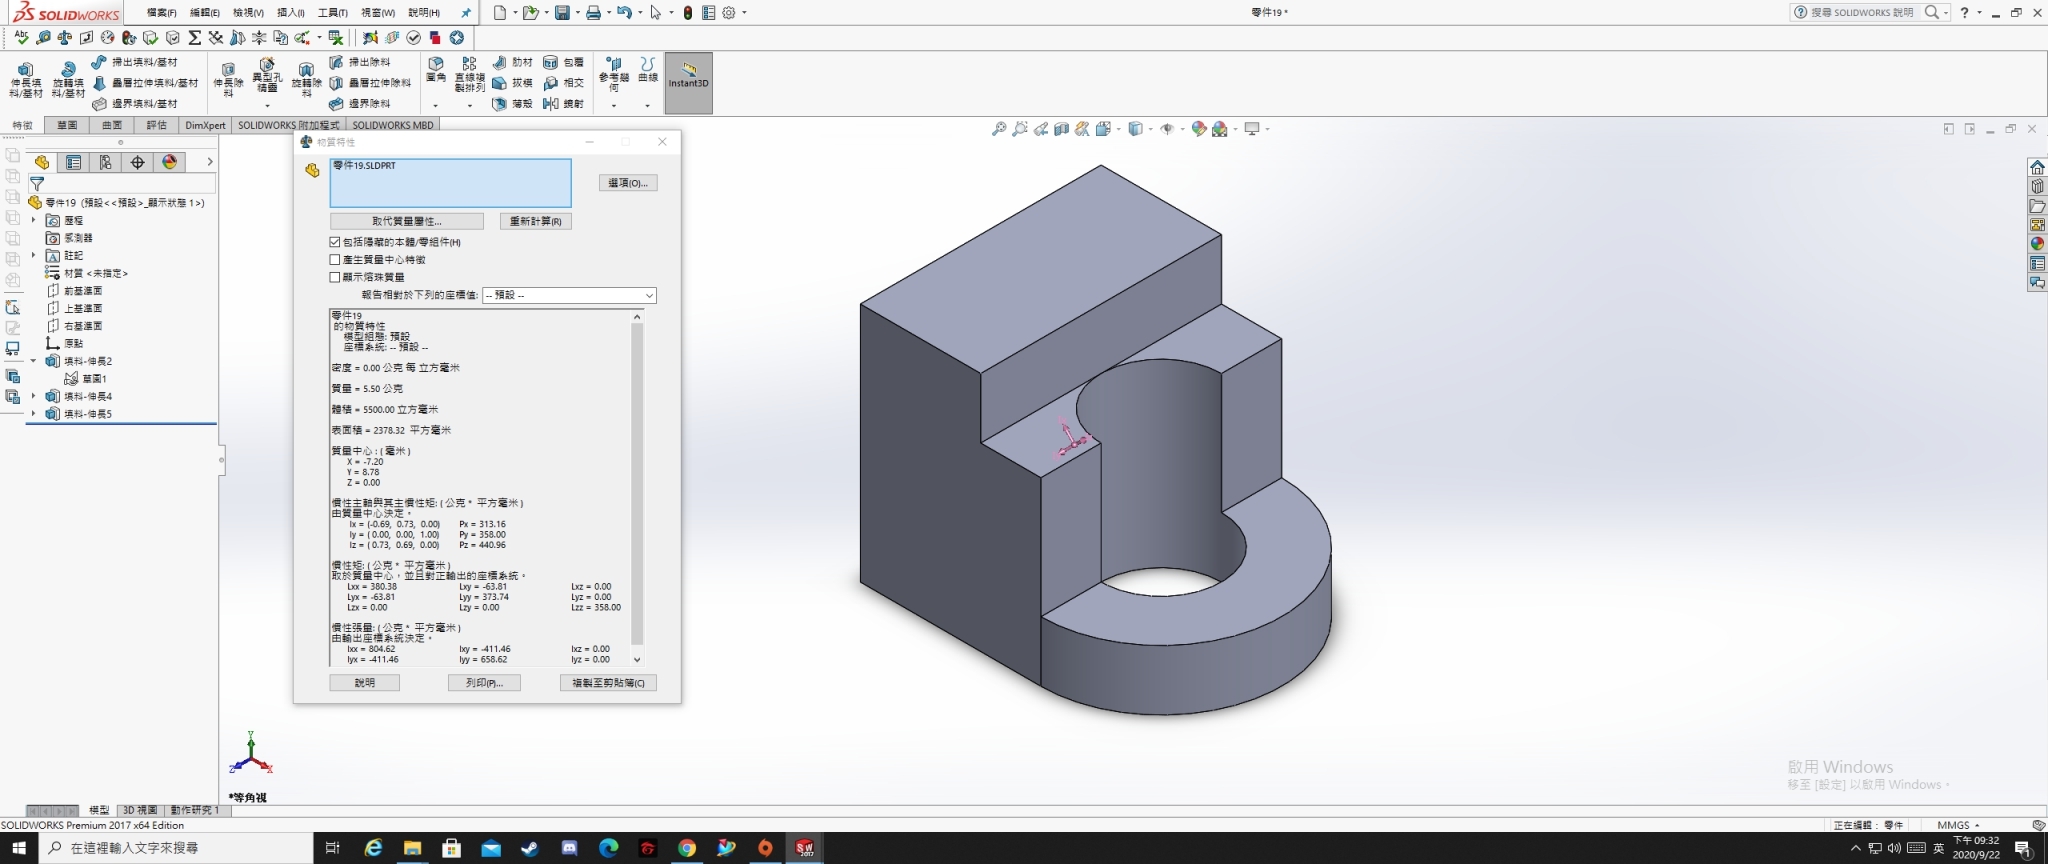 SOLIDWORKS
檔案(F) 編輯(E) 檢視(V) 插入(I) 工具(T) 視窗(W) 說明(H)
零件19 *
搜尋 SOLIDWORKS 說明
伸長填料/基材
旋轉填料/基材
掃出填料/基材
疊層拉伸填料/基材
邊界填料/基材
伸長除料
異型孔精靈
旋轉除料
掃出除料
疊層拉伸除料
邊界除料
圓角
直線複製排列
肋材
拔模
薄殼
包覆
相交
鏡射
參考幾何
曲線
Instant3D
特徵 草圖 曲面 評估 DimXpert SOLIDWORKS 附加程式 SOLIDWORKS MBD
零件19 (預設<<預設>_顯示狀態 1>)
歷程
感測器
註記
材質 <未指定>
前基準面
上基準面
右基準面
原點
填料-伸長2
草圖1
填料-伸長4
填料-伸長5
物質特性
零件19.SLDPRT
選項(O)...
取代質量屬性... 重新計算(R)
包括隱藏的本體/零組件(H)
產生質量中心特徵
顯示熔珠質量
報告相對於下列的座標值: -- 預設 --
零件19
的物質特性
模型組態: 預設
座標系統: -- 預設 --
密度 = 0.00 公克 每 立方毫米
質量 = 5.50 公克
體積 = 5500.00 立方毫米
表面積 = 2378.32 平方毫米
質量中心 : ( 毫米 )
X = -7.20
Y = 8.78
Z = 0.00
慣性主軸與其主慣性矩: ( 公克 * 平方毫米 )
由質量中心決定。
Ix = (-0.69, 0.73, 0.00) Px = 313.16
Iy = ( 0.00, 0.00, 1.00) Py = 358.00
Iz = ( 0.73, 0.69, 0.00) Pz = 440.96
慣性矩: ( 公克 * 平方毫米 )
取於質量中心，並且對正輸出的座標系統。
Lxx = 380.38 Lxy = -63.81 Lxz = 0.00
Lyx = -63.81 Lyy = 373.74 Lyz = 0.00
Lzx = 0.00 Lzy = 0.00 Lzz = 358.00
慣性張量: ( 公克 * 平方毫米 )
由輸出座標系統決定。
Ixx = 804.62 Ixy = -411.46 Ixz = 0.00
Iyx = -411.46 Iyy = 658.62 Iyz = 0.00
說明 列印(P)... 複製至剪貼簿(C)
Y
Z X
*等角視
啟用 Windows
移至 [設定] 以啟用 Windows。
模型 3D 視圖 動作研究 1
SOLIDWORKS Premium 2017 x64 Edition
正在編輯： 零件 MMGS
在這裡輸入文字來搜尋
英
下午 09:32
2020/9/22